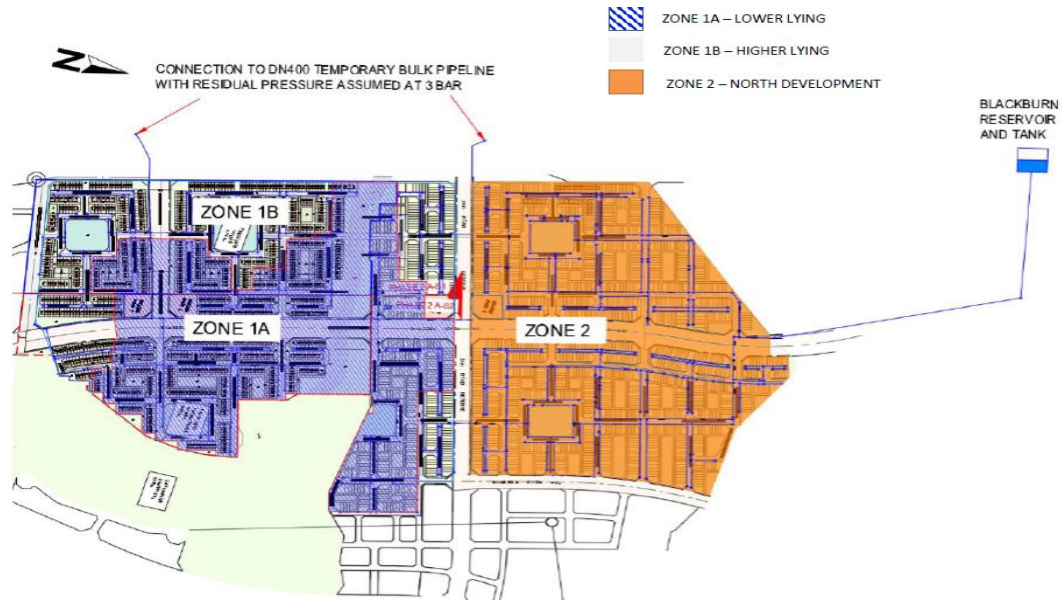 ZONE 1A – LOWER LYING
ZONE 1B – HIGHER LYING
ZONE 2 – NORTH DEVELOPMENT
N
CONNECTION TO DN400 TEMPORARY BULK PIPELINE
WITH RESIDUAL PRESSURE ASSUMED AT 3 BAR
BLACKBURN
RESERVOIR
AND TANK
ZONE 1B
ZONE 1A
ZONE 2